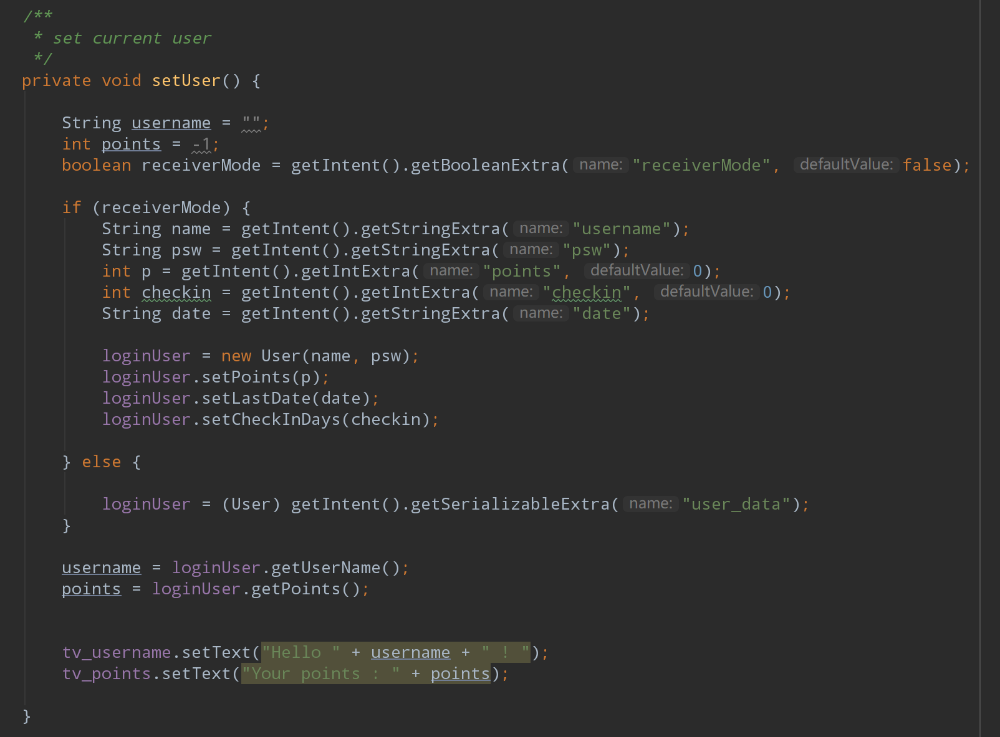 /**
 * set current user
 */
private void setUser() {
String username = "";
int points = -1;
boolean receiverMode = getIntent().getBooleanExtra( name: "receiverMode", defaultValue: false);
if (receiverMode) {
String name = getIntent().getStringExtra( name: "username");
String psw = getIntent().getStringExtra( name: "psw");
int p = getIntent().getIntExtra( name: "points", defaultValue: 0);
int checkin = getIntent().getIntExtra( name: "checkin", defaultValue: 0);
String date = getIntent().getStringExtra( name: "date");
loginUser = new User(name, psw);
loginUser.setPoints(p);
loginUser.setLastDate(date);
loginUser.setCheckInDays(checkin);
} else {
loginUser = (User) getIntent().getSerializableExtra( name: "user_data");
}
username = loginUser.getUserName();
points = loginUser.getPoints();
tv_username.setText("Hello " + username + " ! ");
tv_points.setText("Your points : " + points);
}